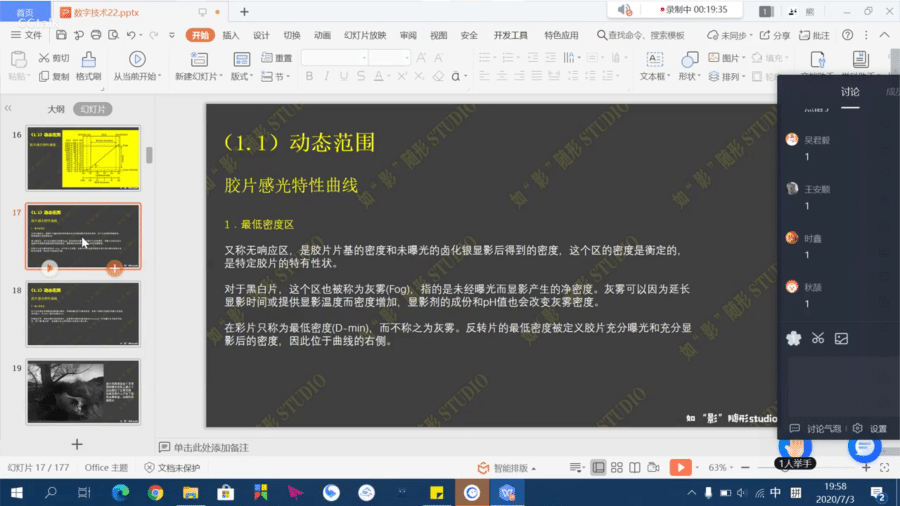 首页
数字技术22.pptx
录制中 00:19:35
1
熊
文件
开始
插入
设计
切换
动画
幻灯片放映
审阅
视图
安全
开发工具
特色应用
查找命令、搜索模板
未同步
分享
批注
粘贴
剪切
复制
格式刷
从当前开始
新建幻灯片
版式
重置
节
文本框
形状
图片
排列
填充
讨论
大纲
幻灯片
16
17
18
19
(1.1) 动态范围
胶片感光特性曲线
1．最低密度区
又称无响应区，是胶片片基的密度和未曝光的卤化银显影后得到的密度，这个区的密度是衡定的，
是特定胶片的特有性状。
对于黑白片，这个区也被称为灰雾(Fog)，指的是未经曝光而显影产生的净密度。灰雾可以因为延长
显影时间或提供显影温度而密度增加，显影剂的成份和pH值也会改变灰雾密度。
在彩片只称为最低密度(D-min)，而不称之为灰雾。反转片的最低密度被定义胶片充分曝光和充分显
影后的密度，因此位于曲线的右侧。
如“影”随形STUDIO
如 “影” 随形studio
吴君毅
1
王安顺
1
时鑫
1
秋颉
1
讨论气泡
设置
1人举手
单击此处添加备注
幻灯片 17 / 177
Office 主题
文档未保护
智能排版
63%
中
19:58
2020/7/3
2